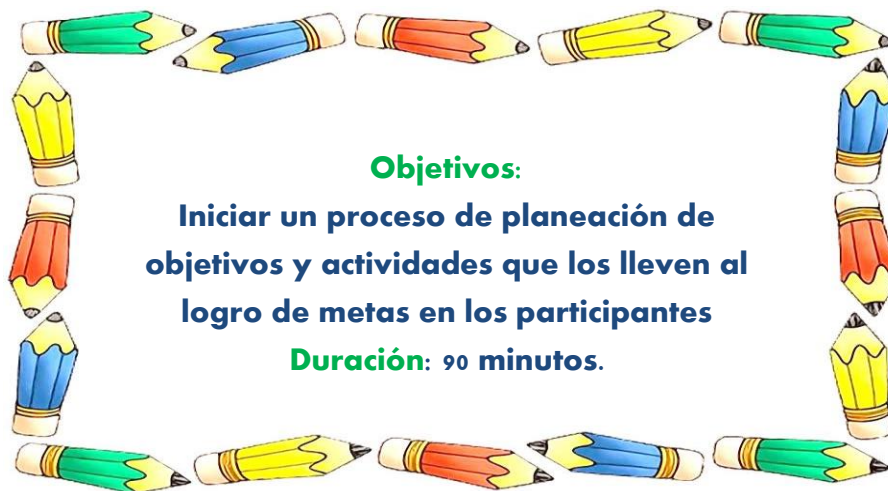 Objetivos:
Iniciar un proceso de planeación de
objetivos y actividades que los lleven al
logro de metas en los participantes
Duración: 90 minutos.